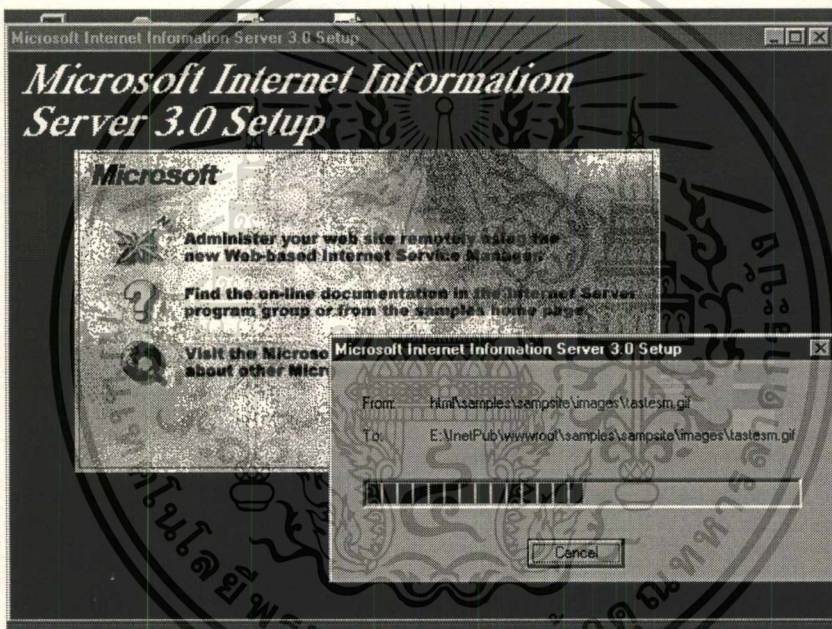 Microsoft Internet Information Server 3.0 Setup
Microsoft Internet Information
Server 3.0 Setup
Microsoft
Administer your web site remotely using the
new Web-based Internet Service Manager.
Find the on-line documentation in the Internet Server
program group or from the samples home page.
Visit the Microso
about other Micr
Microsoft Internet Information Server 3.0 Setup
From: html\samples\sampsite\images\tastesm.gif
To: E:\InetPub\wwwroot\samples\sampsite\images\tastesm.gif
Cancel